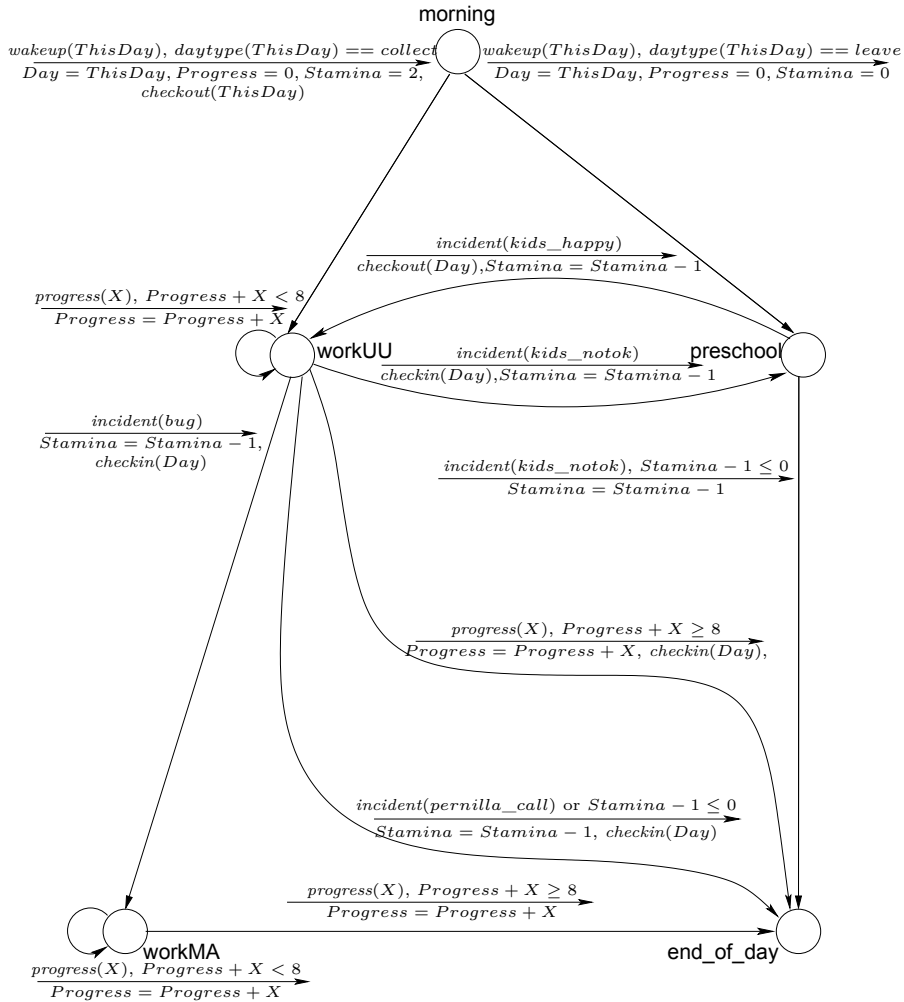 morning
wakeup(ThisDay), daytype(ThisDay) == collect
Day = ThisDay, Progress = 0, Stamina = 2,
checkout(ThisDay)
wakeup(ThisDay), daytype(ThisDay) == leave
Day = ThisDay, Progress = 0, Stamina = 0
incident(kids_happy)
checkout(Day),Stamina = Stamina − 1
progress(X), Progress + X < 8
Progress = Progress + X
workUU
incident(kids_notok)
checkin(Day),Stamina = Stamina − 1
preschool
incident(bug)
Stamina = Stamina − 1,
checkin(Day)
incident(kids_notok), Stamina − 1 ≤ 0
Stamina = Stamina − 1
progress(X), Progress + X ≥ 8
Progress = Progress + X, checkin(Day),
incident(pernilla_call) or Stamina − 1 ≤ 0
Stamina = Stamina − 1, checkin(Day)
progress(X), Progress + X ≥ 8
Progress = Progress + X
workMA
end_of_day
progress(X), Progress + X < 8
Progress = Progress + X